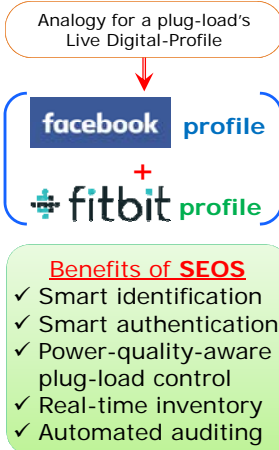 Analogy for a plug-load's
Live Digital-Profile
facebook profile
+
fitbit profile
Benefits of SEOS
✓ Smart identification
✓ Smart authentication
✓ Power-quality-aware
plug-load control
✓ Real-time inventory
✓ Automated auditing